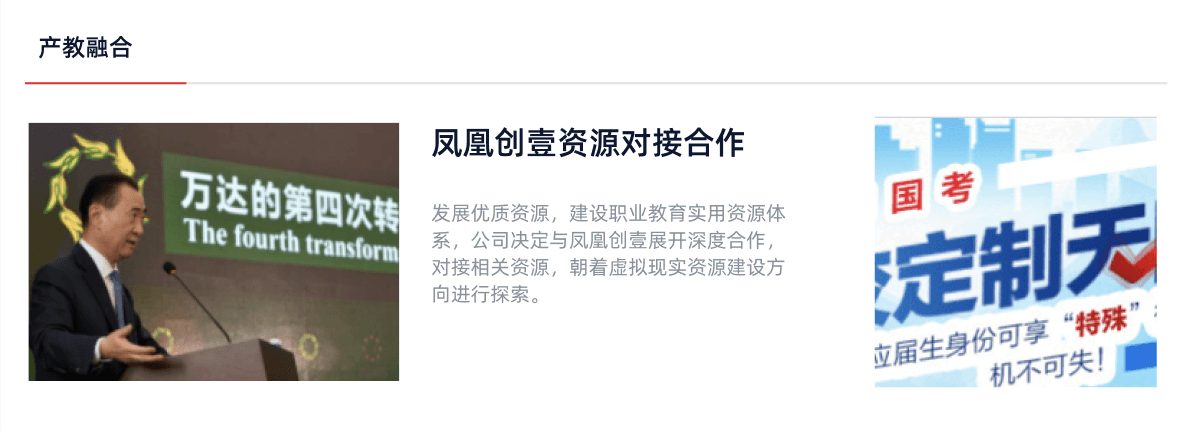 产教融合
万达的第四次转
The fourth transform
凤凰创壹资源对接合作
发展优质资源，建设职业教育实用资源体
系，公司决定与凤凰创壹展开深度合作，
对接相关资源，朝着虚拟现实资源建设方
向进行探索。
国考
定制无
应届生身份可享“特殊”
机不可失！